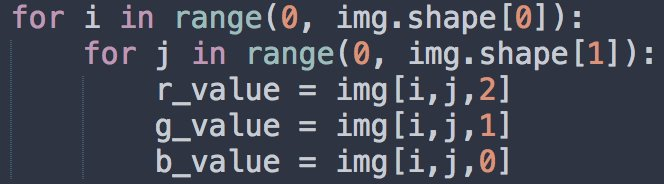 for i in range(0, img.shape[0]):
    for j in range(0, img.shape[1]):
        r_value = img[i,j,2]
        g_value = img[i,j,1]
        b_value = img[i,j,0]